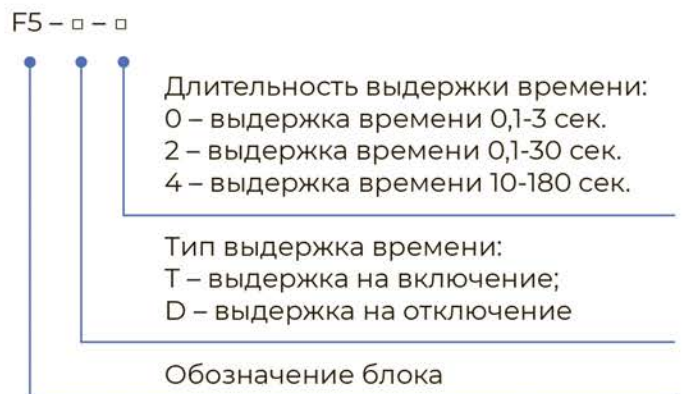 F5 – □ – □
Длительность выдержки времени:
0 – выдержка времени 0,1-3 сек.
2 – выдержка времени 0,1-30 сек.
4 – выдержка времени 10-180 сек.
Тип выдержка времени:
T – выдержка на включение;
D – выдержка на отключение
Обозначение блока